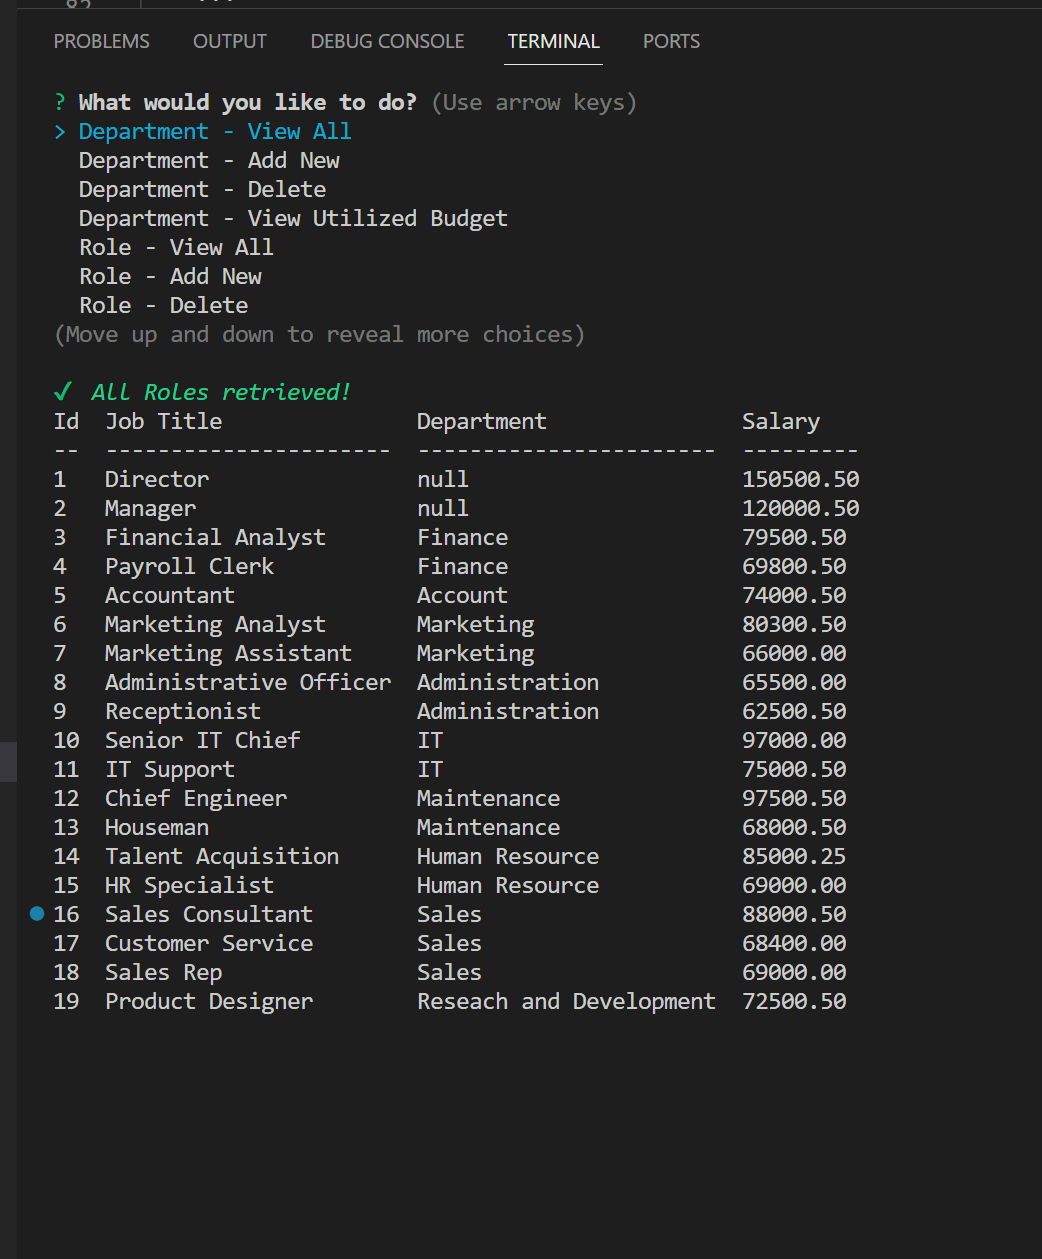 PROBLEMS OUTPUT DEBUG CONSOLE TERMINAL PORTS
? What would you like to do? (Use arrow keys)
> Department - View All
Department - Add New
Department - Delete
Department - View Utilized Budget
Role - View All
Role - Add New
Role - Delete
(Move up and down to reveal more choices)
✓ All Roles retrieved!
Id Job Title Department Salary
-- ---------------------- ----------------------- ---------
1 Director null 150500.50
2 Manager null 120000.50
3 Financial Analyst Finance 79500.50
4 Payroll Clerk Finance 69800.50
5 Accountant Account 74000.50
6 Marketing Analyst Marketing 80300.50
7 Marketing Assistant Marketing 66000.00
8 Administrative Officer Administration 65500.00
9 Receptionist Administration 62500.50
10 Senior IT Chief IT 97000.00
11 IT Support IT 75000.50
12 Chief Engineer Maintenance 97500.50
13 Houseman Maintenance 68000.50
14 Talent Acquisition Human Resource 85000.25
15 HR Specialist Human Resource 69000.00
16 Sales Consultant Sales 88000.50
17 Customer Service Sales 68400.00
18 Sales Rep Sales 69000.00
19 Product Designer Reseach and Development 72500.50